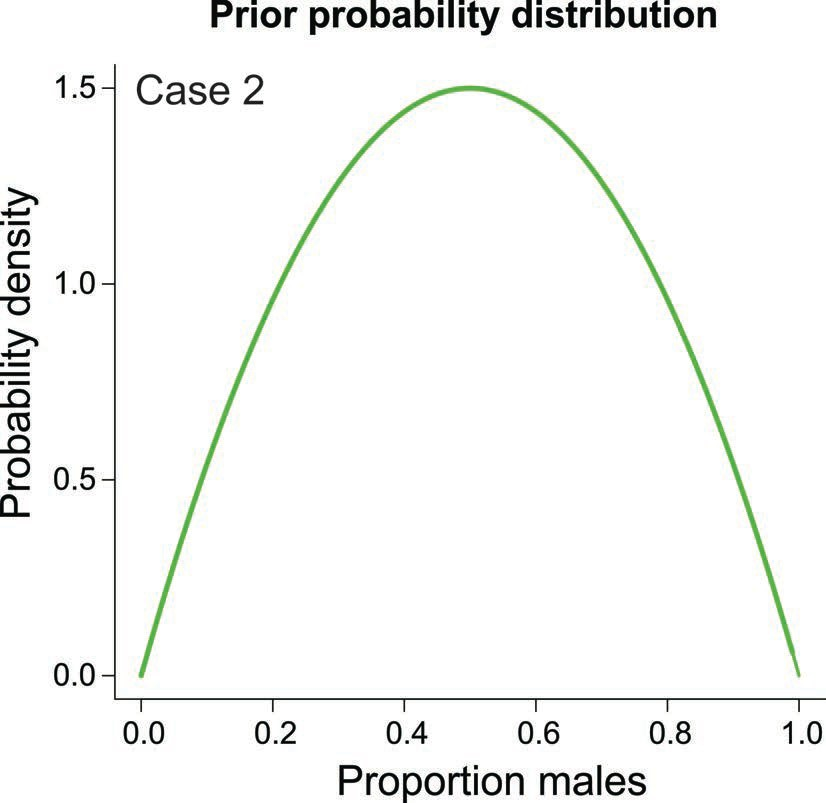 Prior probability distribution
Case 2
Probability density
1.5
1.0
0.5
0.0
0.0 0.2 0.4 0.6 0.8 1.0
Proportion males